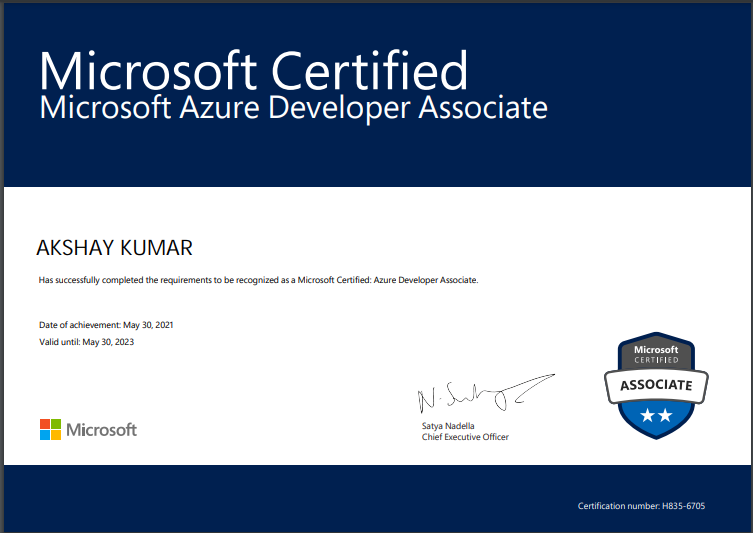 Microsoft Certified
Microsoft Azure Developer Associate
AKSHAY KUMAR
Has successfully completed the requirements to be recognized as a Microsoft Certified: Azure Developer Associate.
Date of achievement: May 30, 2021
Valid until: May 30, 2023
Microsoft
CERTIFIED
ASSOCIATE
Satya Nadella
Chief Executive Officer
Microsoft
Certification number: H835-6705